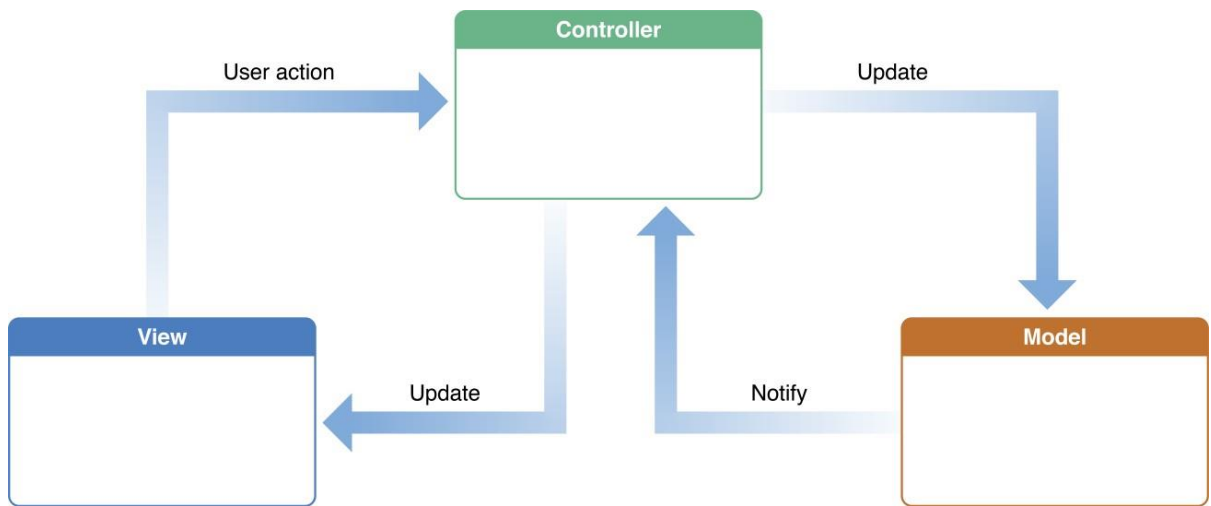 Controller
User action
Update
View
Model
Update
Notify